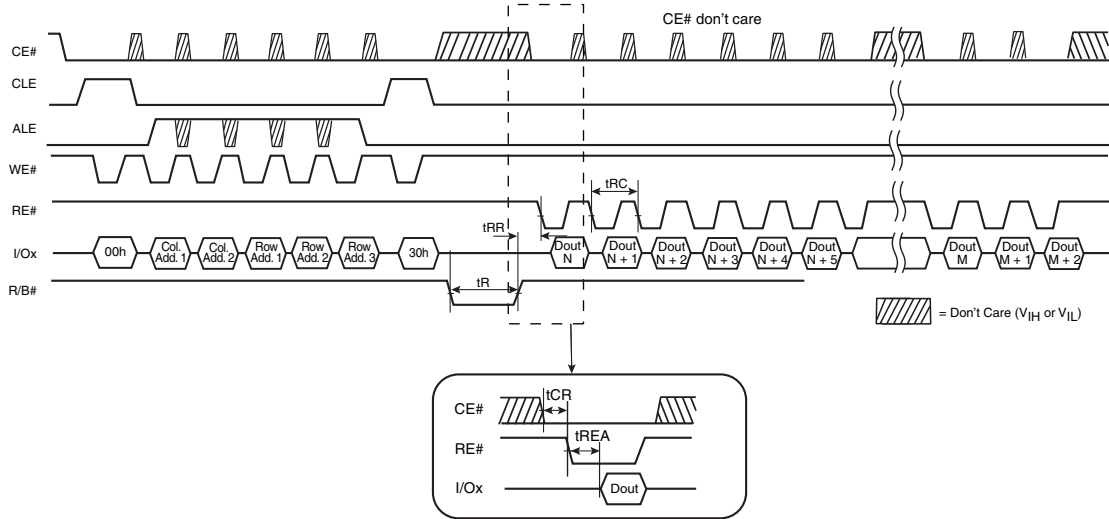 CE# don't care
CE#
CLE
ALE
WE#
tRC
RE#
tRR
I/Ox
00h
Col. Add. 1
Col. Add. 2
Row Add. 1
Row Add. 2
Row Add. 3
30h
Dout N
Dout N + 1
Dout N + 2
Dout N + 3
Dout N + 4
Dout N + 5
Dout M
Dout M + 1
Dout M + 2
R/B#
tR
= Don't Care (VIH or VIL)
tCR
CE#
tREA
RE#
I/Ox
Dout